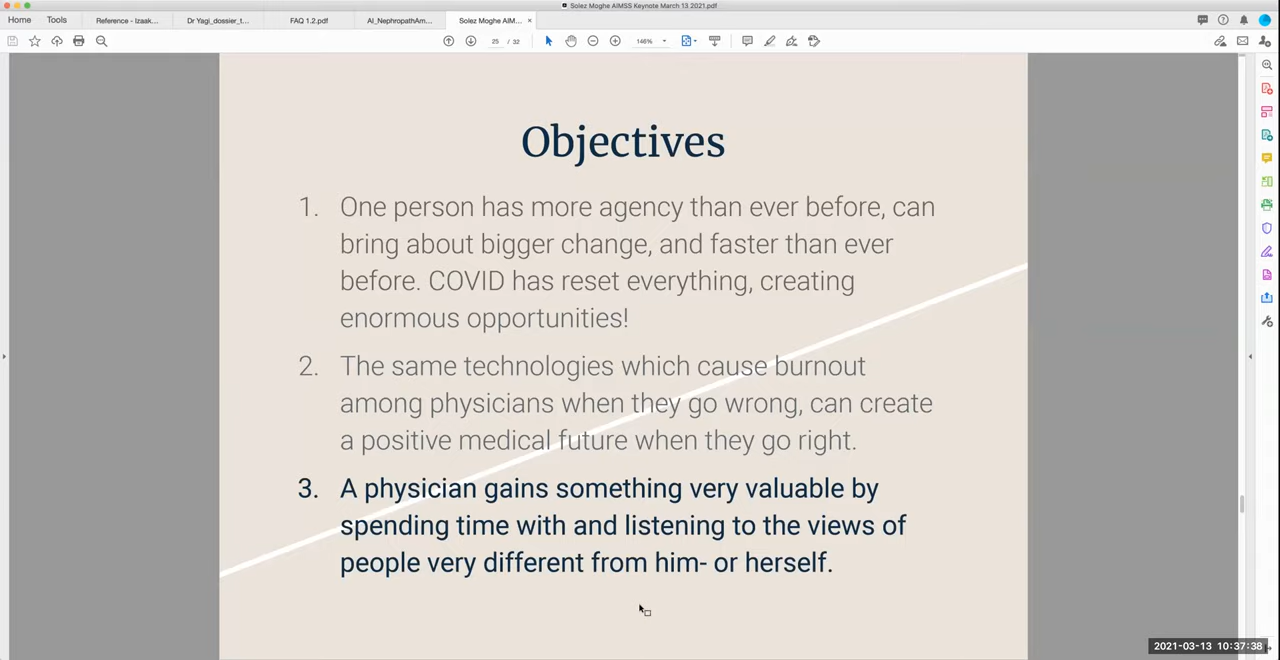 Solez Moghe AIMSS Keynote March 13 2021.pdf
Home Tools Reference - Izaak... Dr Yagi_dossier_t... FAQ 1.2.pdf AI_NephropathAm... Solez Moghe AIM... ×
25 / 32 146%
Objectives
1. One person has more agency than ever before, can
bring about bigger change, and faster than ever
before. COVID has reset everything, creating
enormous opportunities!
2. The same technologies which cause burnout
among physicians when they go wrong, can create
a positive medical future when they go right.
3. A physician gains something very valuable by
spending time with and listening to the views of
people very different from him- or herself.
2021-03-13 10:37:38